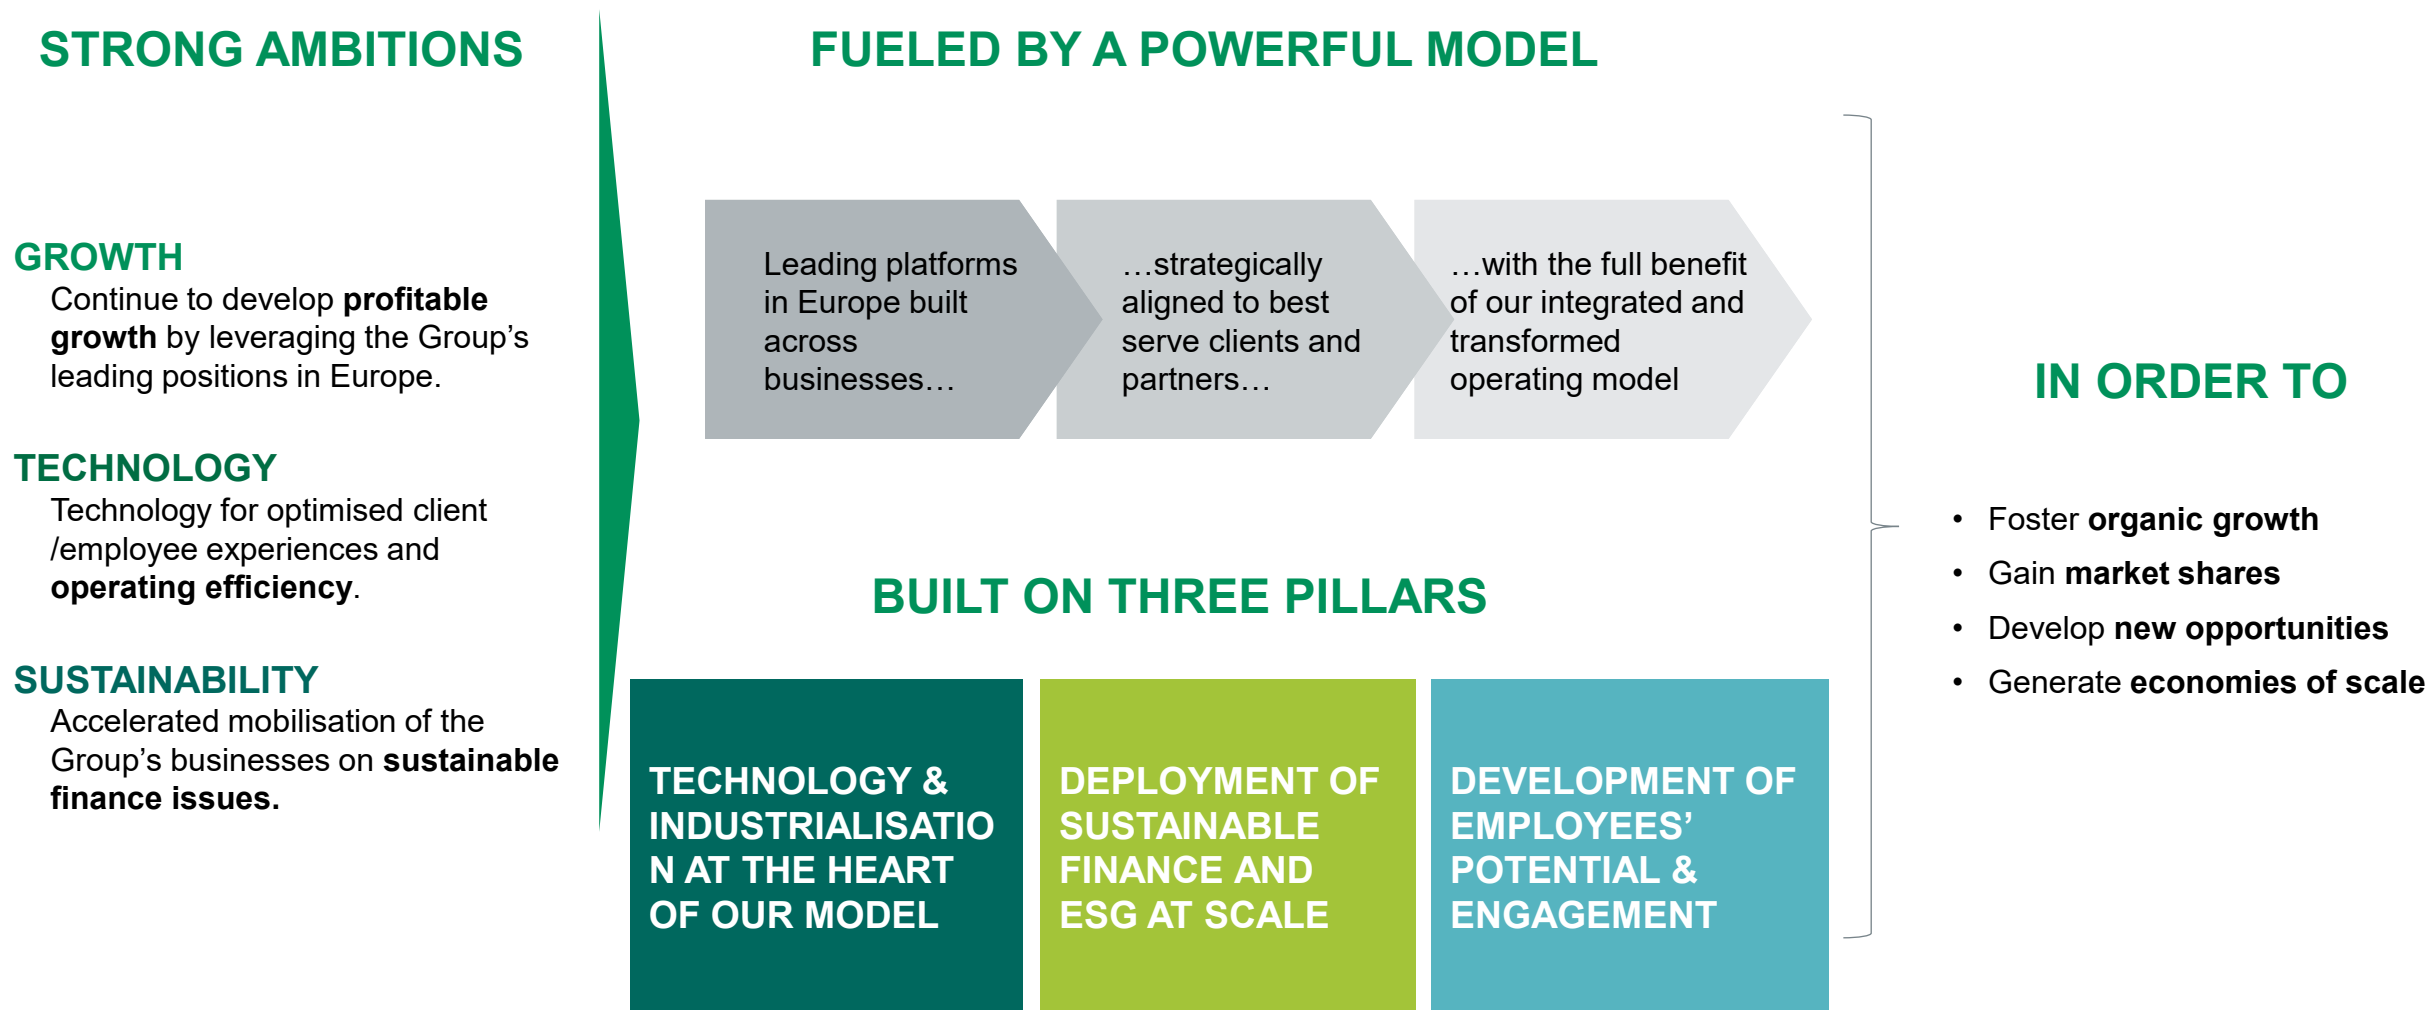 STRONG AMBITIONS
GROWTH
Continue to develop profitable
growth by leveraging the Group’s
leading positions in Europe.
TECHNOLOGY
Technology for optimised client
/employee experiences and
operating efficiency.
SUSTAINABILITY
Accelerated mobilisation of the
Group’s businesses on sustainable
finance issues.
FUELED BY A POWERFUL MODEL
Leading platforms
in Europe built
across
businesses…
…strategically
aligned to best
serve clients and
partners…
…with the full benefit
of our integrated and
transformed
operating model
BUILT ON THREE PILLARS
TECHNOLOGY &
INDUSTRIALISATIO
N AT THE HEART
OF OUR MODEL
DEPLOYMENT OF
SUSTAINABLE
FINANCE AND
ESG AT SCALE
DEVELOPMENT OF
EMPLOYEES’
POTENTIAL &
ENGAGEMENT
IN ORDER TO
• Foster organic growth
• Gain market shares
• Develop new opportunities
• Generate economies of scale